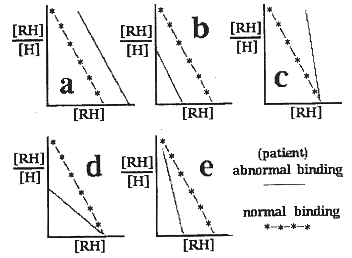 [RH]
[H]
a
[RH]
[RH]
[H]
b
[RH]
[RH]
[H]
c
[RH]
[RH]
[H]
d
[RH]
[RH]
[H]
e
[RH]
(patient)
abnormal binding
normal binding